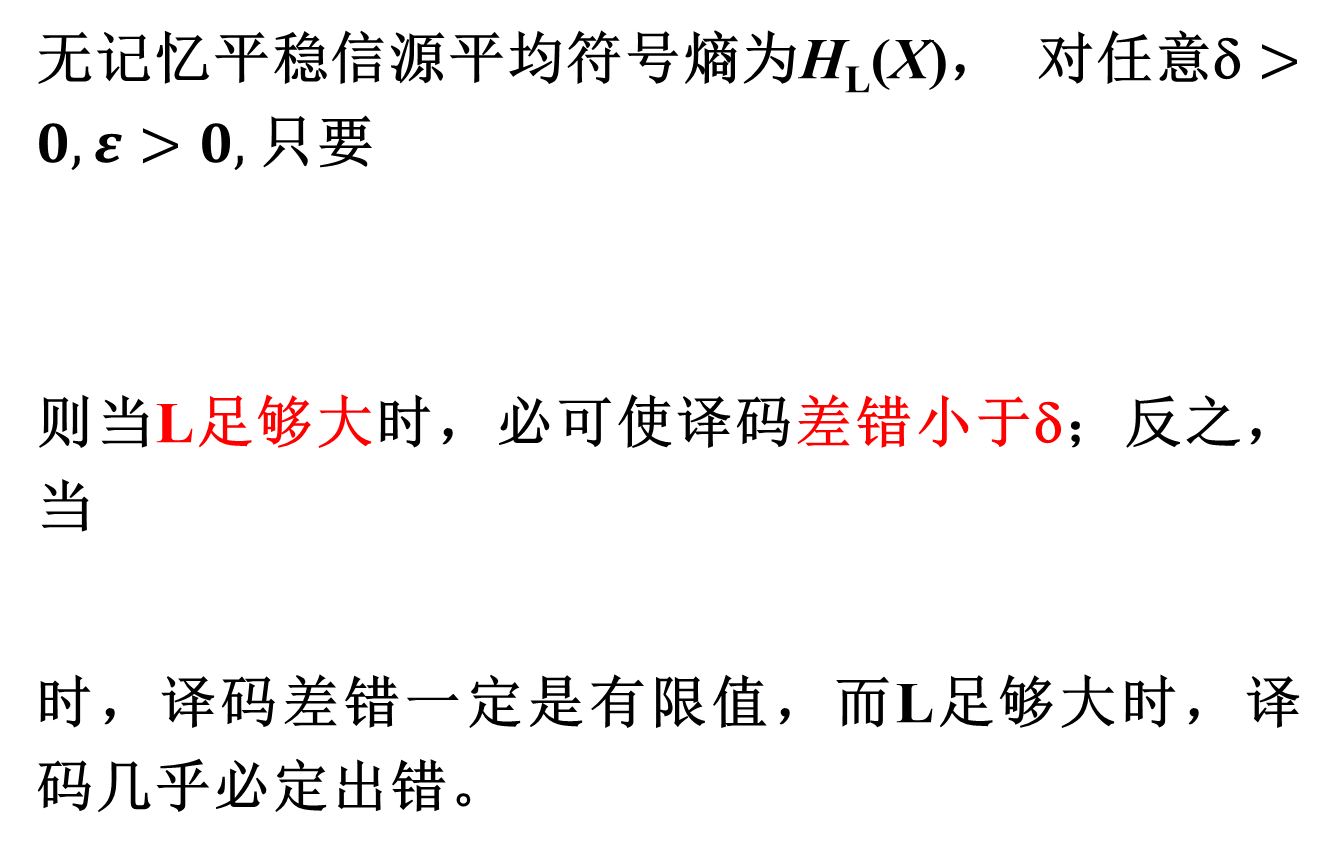 无记忆平稳信源平均符号熵为H_L(X)， 对任意δ >
0, ε > 0, 只要
则当L足够大时，必可使译码差错小于δ；反之，
当
时，译码差错一定是有限值，而L足够大时，译
码几乎必定出错。